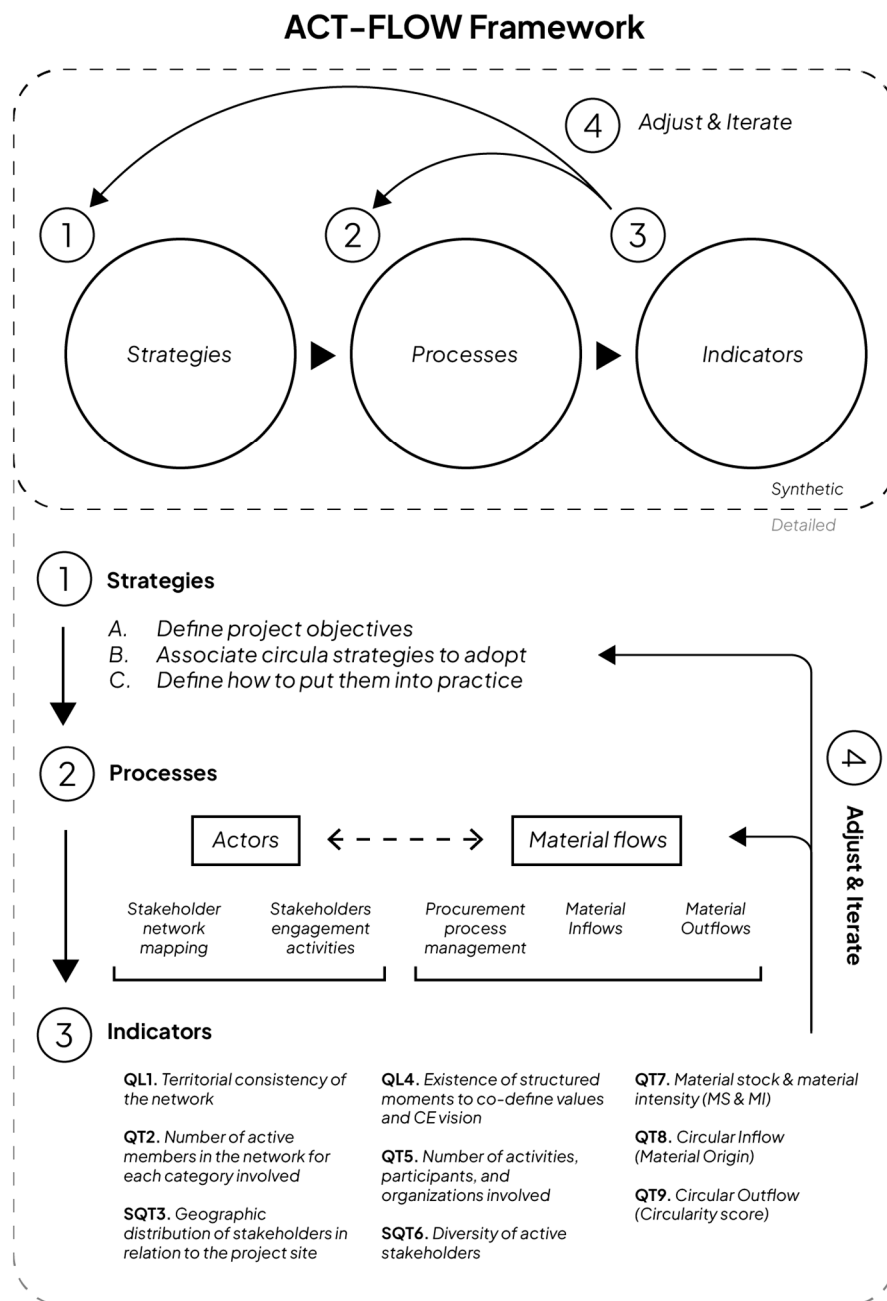 ACT-FLOW Framework
4
Adjust & Iterate
1
2
3
Strategies
Processes
Indicators
Synthetic
Detailed
1
Strategies
A. Define project objectives
B. Associate circula strategies to adopt
C. Define how to put them into practice
2
Processes
4
Adjust & Iterate
Actors
Material flows
Stakeholder
network
mapping
Stakeholders
engagement
activities
Procurement
process
management
Material
Inflows
Material
Outflows
3
Indicators
QL1. Territorial consistency of
the network
QT2. Number of active
members in the network for
each category involved
SQT3. Geographic
distribution of stakeholders in
relation to the project site
QL4. Existence of structured
moments to co-define values
and CE vision
QT5. Number of activities,
participants, and
organizations involved
SQT6. Diversity of active
stakeholders
QT7. Material stock & material
intensity (MS & MI)
QT8. Circular Inflow
(Material Origin)
QT9. Circular Outflow
(Circularity score)